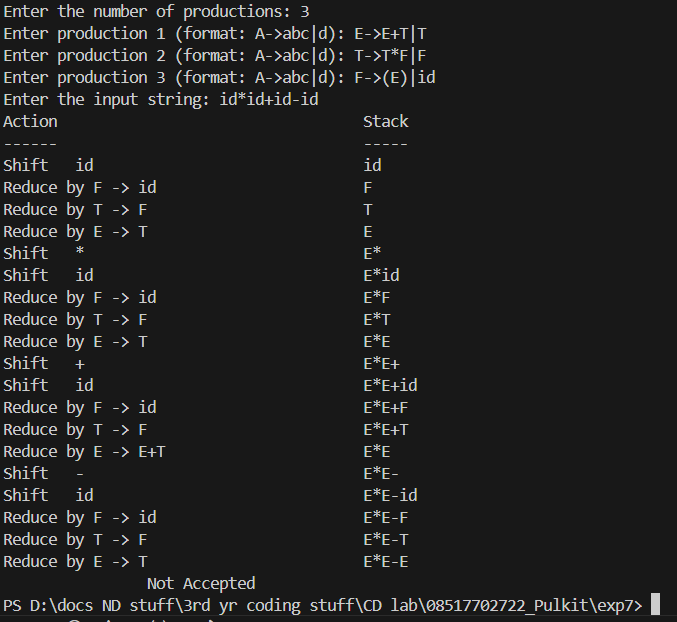 Enter the number of productions: 3
Enter production 1 (format: A->abc|d): E->E+T|T
Enter production 2 (format: A->abc|d): T->T*F|F
Enter production 3 (format: A->abc|d): F->(E)|id
Enter the input string: id*id+id-id
Action Stack
------ -----
Shift id id
Reduce by F -> id F
Reduce by T -> F T
Reduce by E -> T E
Shift * E*
Shift id E*id
Reduce by F -> id E*F
Reduce by T -> F E*T
Reduce by E -> T E*E
Shift + E*E+
Shift id E*E+id
Reduce by F -> id E*E+F
Reduce by T -> F E*E+T
Reduce by E -> E+T E*E
Shift - E*E-
Shift id E*E-id
Reduce by F -> id E*E-F
Reduce by T -> F E*E-T
Reduce by E -> T E*E-E
Not Accepted
PS D:\docs ND stuff\3rd yr coding stuff\CD lab\08517702722_Pulkit\exp7>